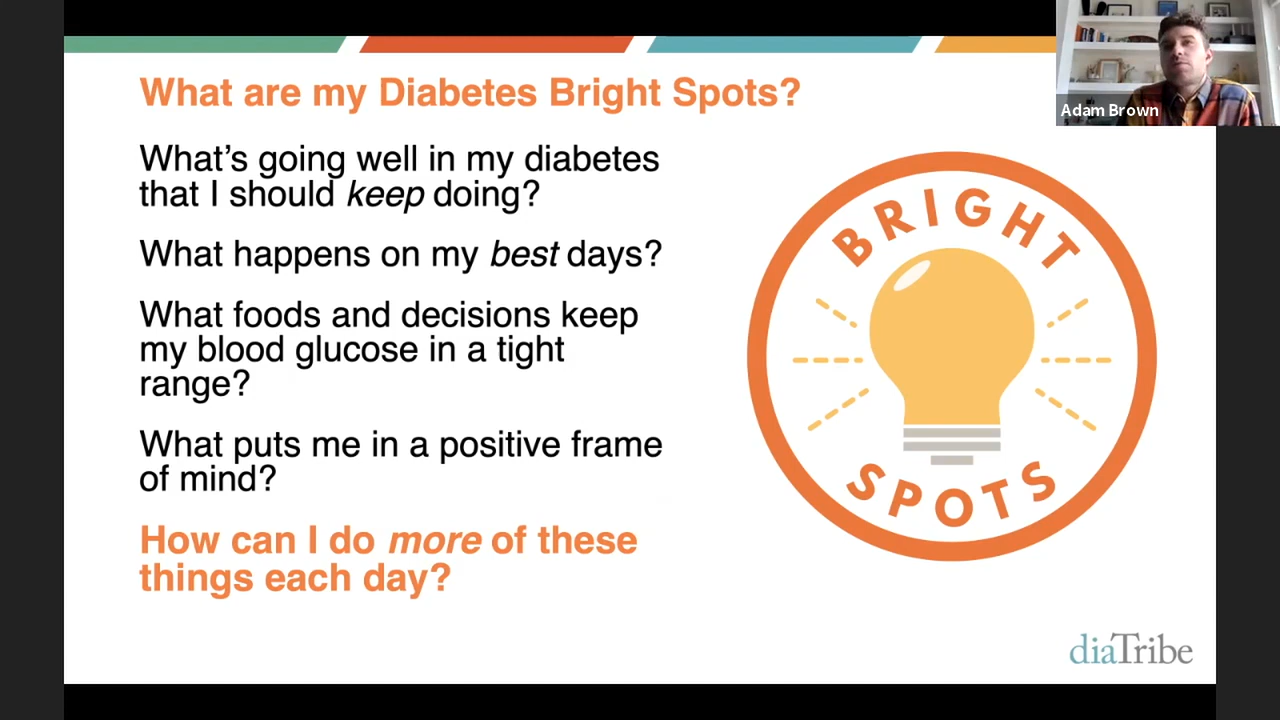 What are my Diabetes Bright Spots?
Adam Brown
What's going well in my diabetes
that I should keep doing?
What happens on my best days?
What foods and decisions keep
my blood glucose in a tight
range?
What puts me in a positive frame
of mind?
How can I do more of these
things each day?
BRIGHT
SPOTS
diaTribe